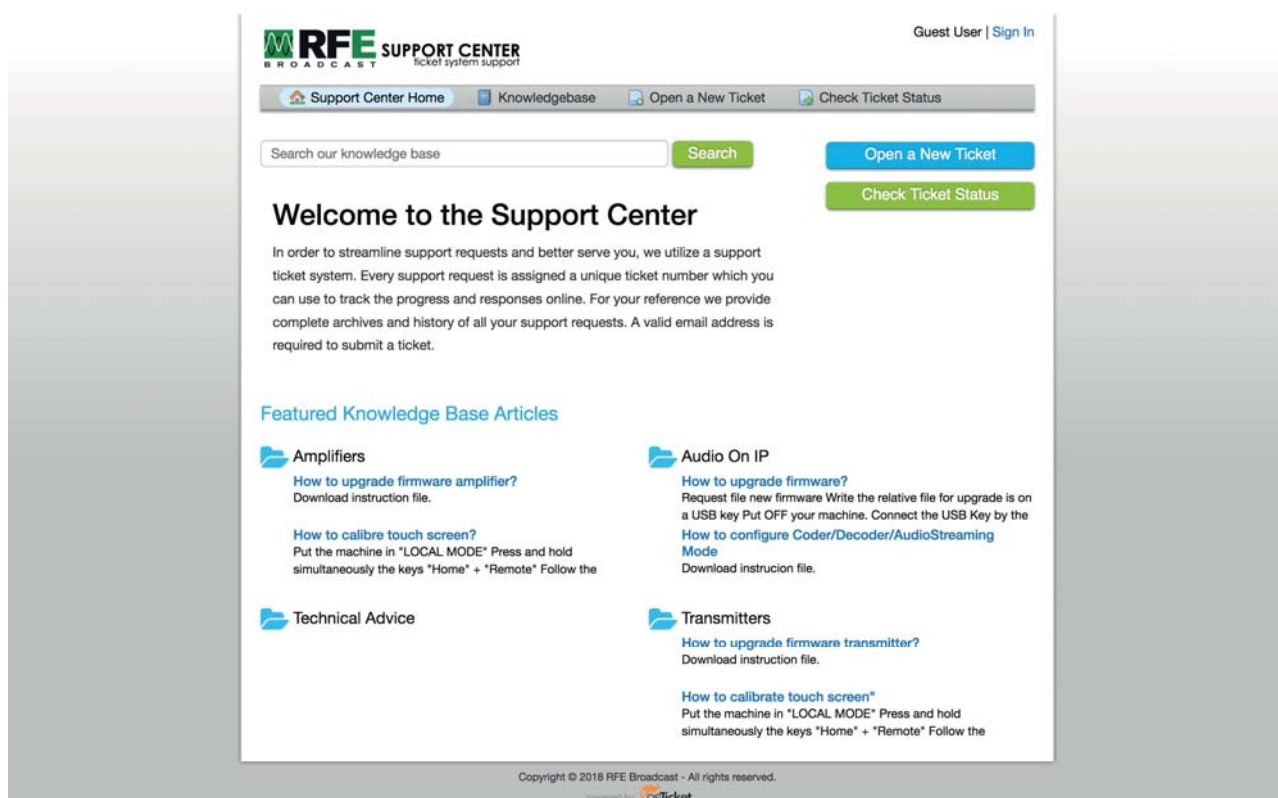 RFE SUPPORT CENTER
BROADCAST ticket system support
Guest User | Sign In
Support Center Home Knowledgebase Open a New Ticket Check Ticket Status
Search our knowledge base Search Open a New Ticket
Check Ticket Status
Welcome to the Support Center
In order to streamline support requests and better serve you, we utilize a support
ticket system. Every support request is assigned a unique ticket number which you
can use to track the progress and responses online. For your reference we provide
complete archives and history of all your support requests. A valid email address is
required to submit a ticket.
Featured Knowledge Base Articles
Amplifiers
How to upgrade firmware amplifier?
Download instruction file.
How to calibre touch screen?
Put the machine in "LOCAL MODE" Press and hold
simultaneously the keys "Home" + "Remote" Follow the
Audio On IP
How to upgrade firmware?
Request file new firmware Write the relative file for upgrade is on
a USB key Put OFF your machine. Connect the USB Key by the
How to configure Coder/Decoder/AudioStreaming
Mode
Download instrucion file.
Technical Advice
Transmitters
How to upgrade firmware transmitter?
Download instruction file.
How to calibrate touch screen"
Put the machine in "LOCAL MODE" Press and hold
simultaneously the keys "Home" + "Remote" Follow the
Copyright © 2018 RFE Broadcast - All rights reserved.
powered by osTicket